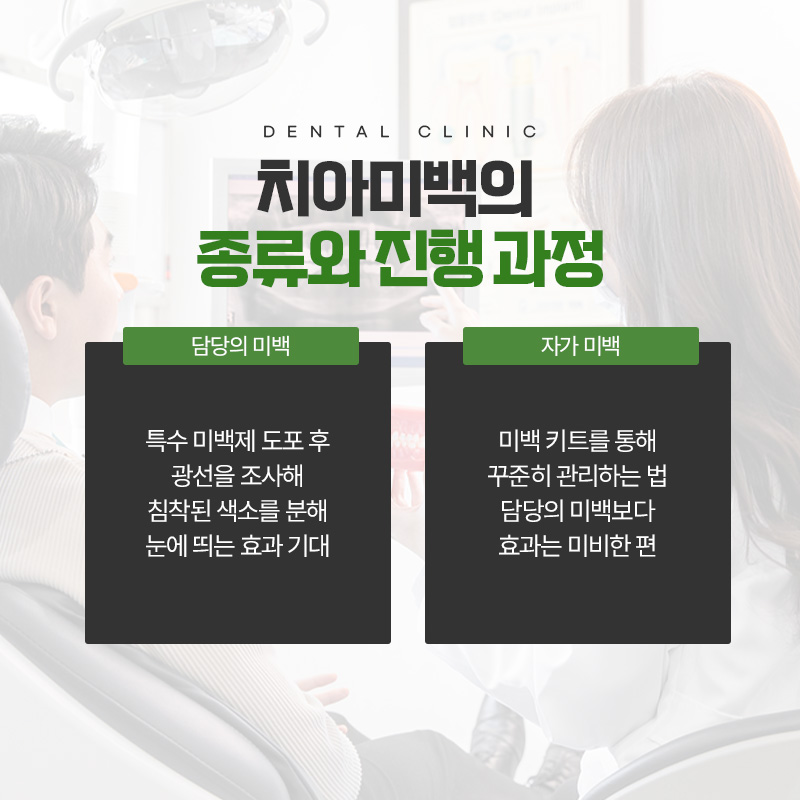 DENTAL CLINIC
치아미백의
종류와 진행 과정
담당의 미백
특수 미백제 도포 후
광선을 조사해
침착된 색소를 분해
눈에 띄는 효과 기대
자가 미백
미백 키트를 통해
꾸준히 관리하는 법
담당의 미백보다
효과는 미비한 편